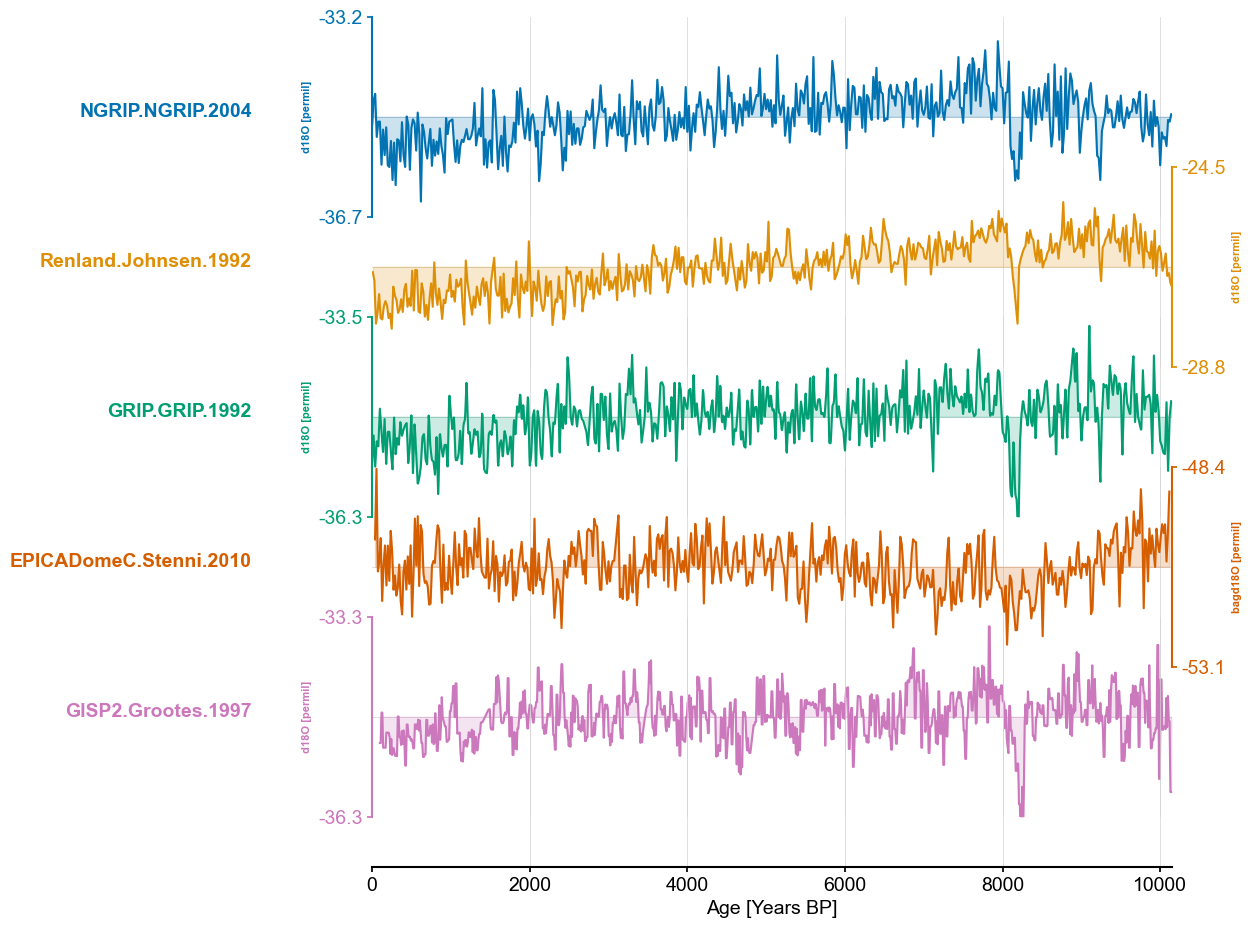 -33.2
NGRIP.NGRIP.2004
d18O [permil]
-36.7
-24.5
Renland.Johnsen.1992
d18O [permil]
-28.8
-33.5
GRIP.GRIP.1992
d18O [permil]
-36.3
-48.4
EPICADomeC.Stenni.2010
bagd18O [permil]
-53.1
-33.3
GISP2.Grootes.1997
d18O [permil]
-36.3
0 2000 4000 6000 8000 10000
Age [Years BP]